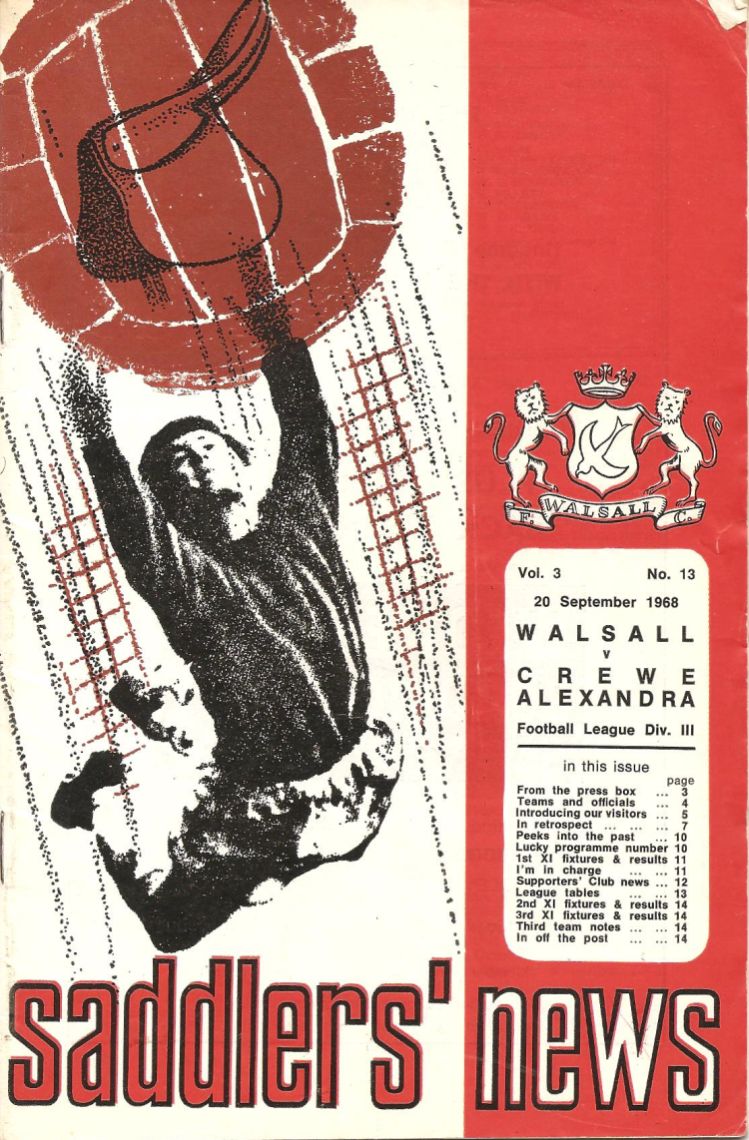 F. WALSALL C.
Vol. 3 No. 13
20 September 1968
WALSALL
v
CREWE
ALEXANDRA
Football League Div. III
in this issue
page
From the press box ... 3
Teams and officials ... 4
Introducing our visitors ... 5
In retrospect ... ... ... 7
Peeks into the past ... 10
Lucky programme number 10
1st XI fixtures & results 11
I'm in charge ... ... 11
Supporters' Club news ... 12
League tables ... ... 13
2nd XI fixtures & results 14
3rd XI fixtures & results 14
Third team notes ... ... 14
In off the post ... ... 14
saddlers' news